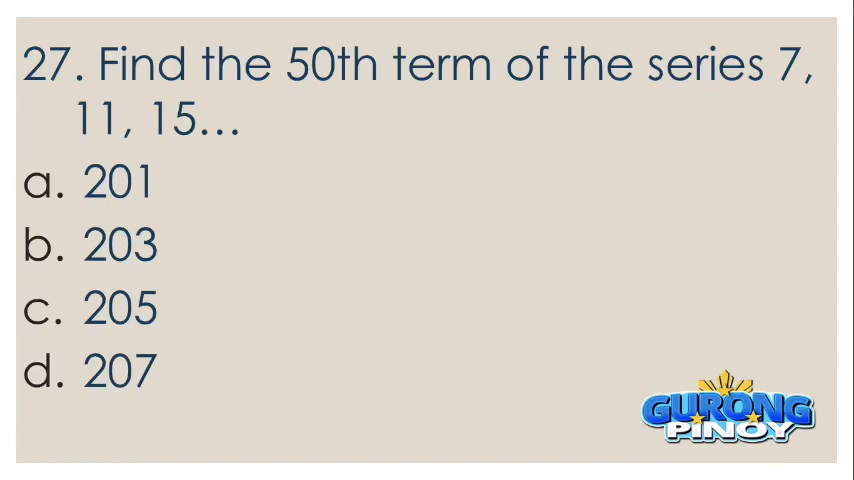 27. Find the 50th term of the series 7,
11, 15...
a. 201
b. 203
c. 205
d. 207
GURONG
PINOY